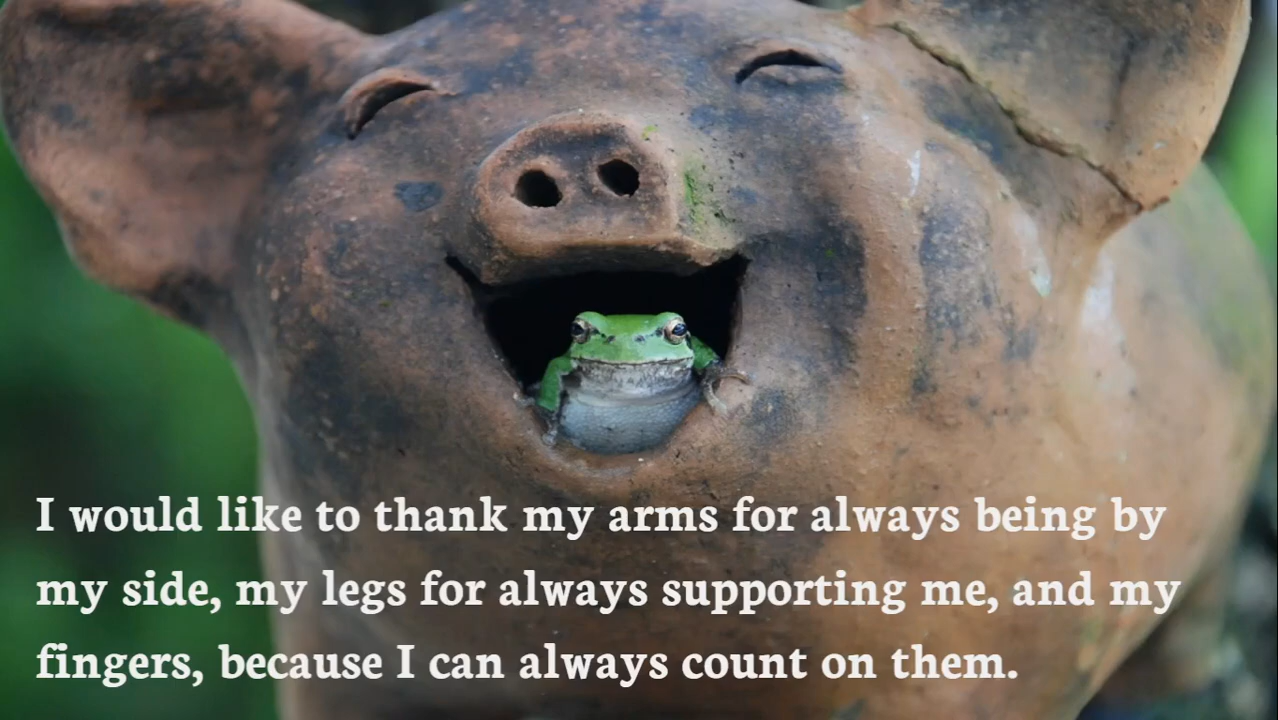 I would like to thank my arms for always being by
my side, my legs for always supporting me, and my
fingers, because I can always count on them.